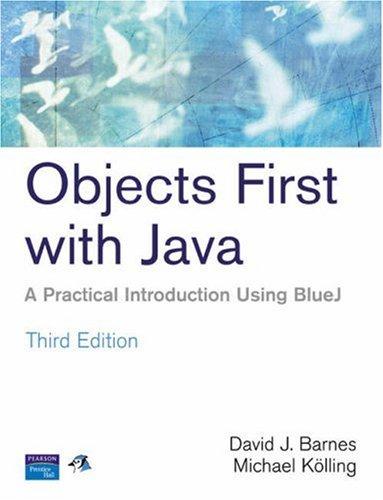 Objects First
with Java
A Practical Introduction Using BlueJ
Third Edition
David J. Barnes
Michael Kölling
PEARSON
Prentice
Hall